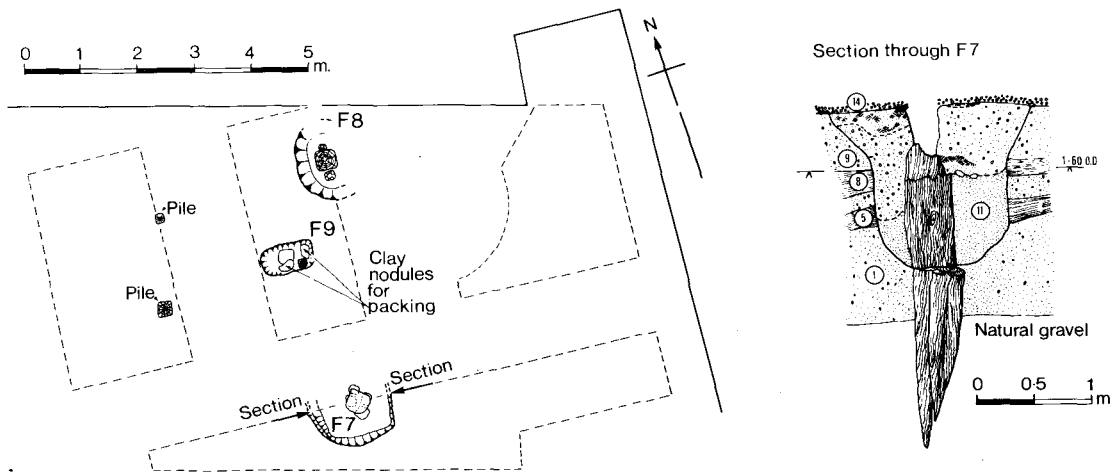 0 1 2 3 4 5
m.
N
F8
F9
Pile
Pile
Clay
nodules
for
packing
Section
Section
F7
Section through F7
14
9
8
5
11
1
1·60 O.D
Natural gravel
0 0·5 1
m